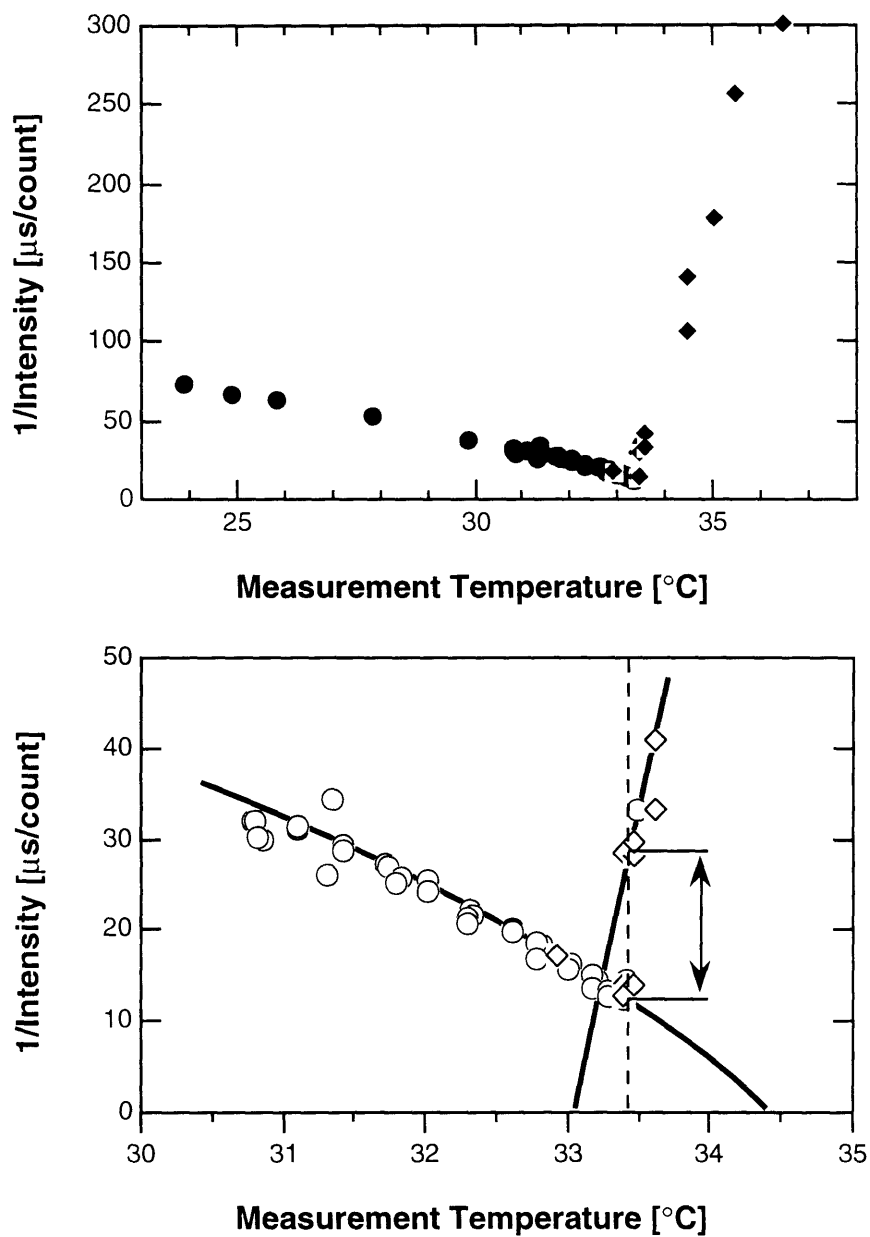 300
250
200
150
100
50
0
1/Intensity [μs/count]
25 30 35
Measurement Temperature [°C]
50
40
30
20
10
0
1/Intensity [μs/count]
30 31 32 33 34 35
Measurement Temperature [°C]